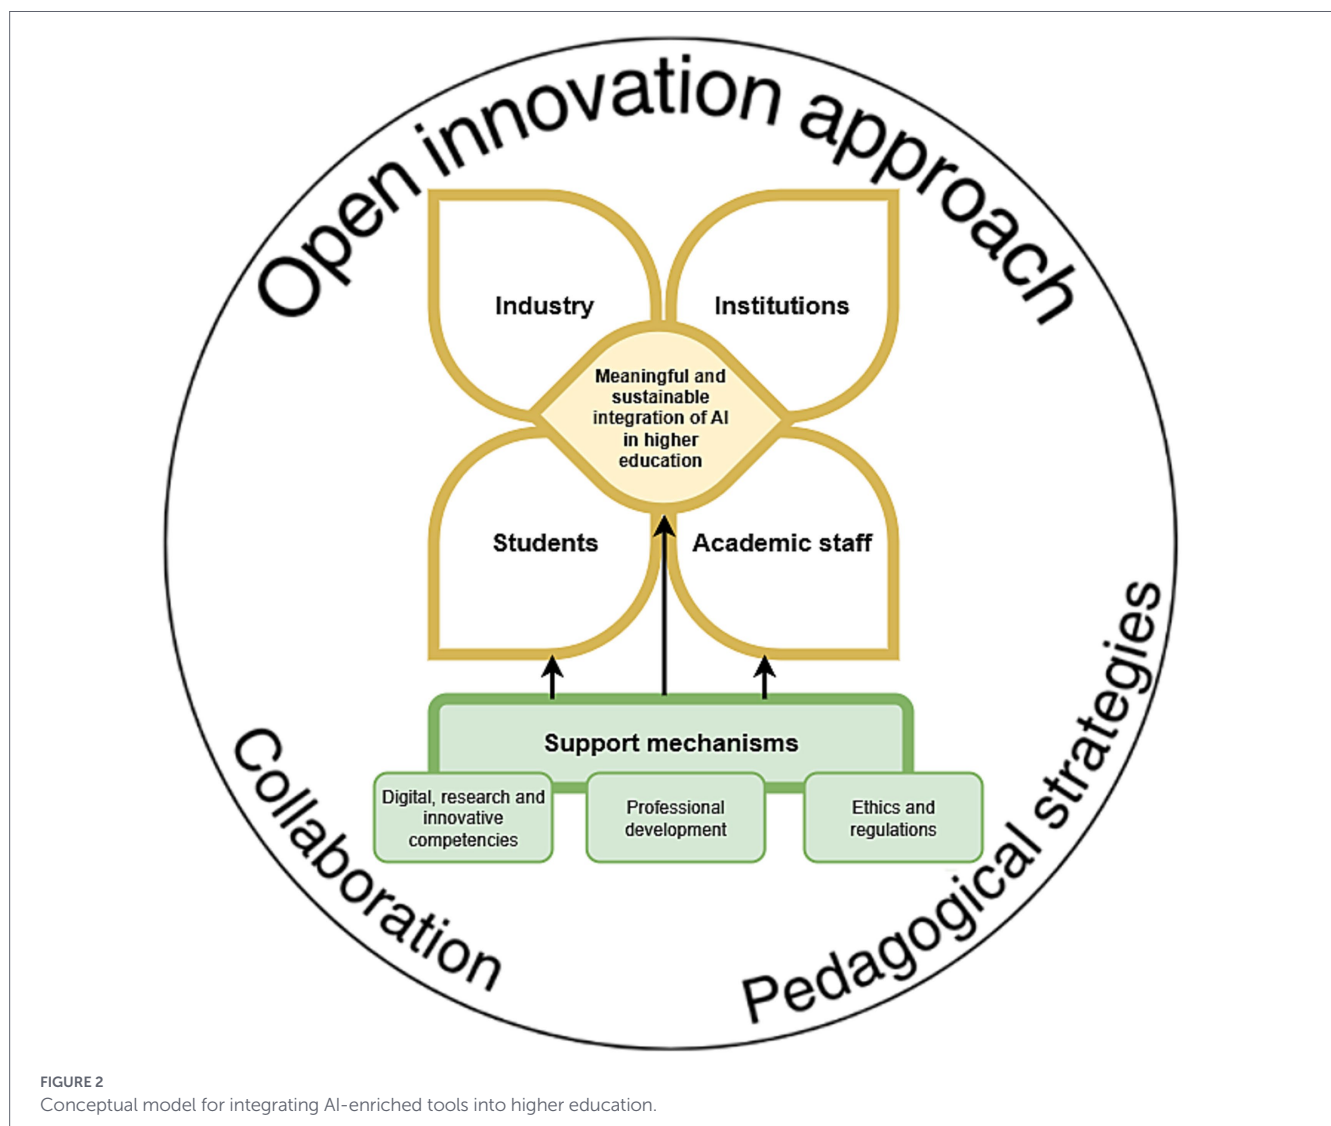 Open innovation approach
Industry
Institutions
Meaningful and
sustainable
integration of AI
in higher
education
Students
Academic staff
Support mechanisms
Digital, research and
innovative
competencies
Professional
development
Ethics and
regulations
Collaboration
Pedagogical strategies
FIGURE 2
Conceptual model for integrating AI-enriched tools into higher education.